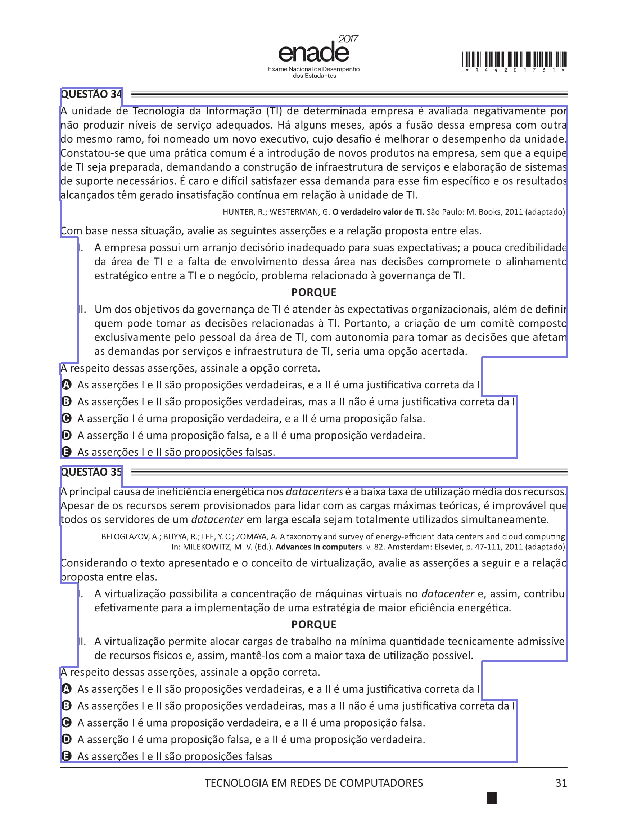 enade 2017
Exame Nacional de Desempenho
dos Estudantes
QUESTÃO 34
A unidade de Tecnologia da Informação (TI) de determinada empresa é avaliada negativamente por
não produzir níveis de serviço adequados. Há alguns meses, após a fusão dessa empresa com outra
do mesmo ramo, foi nomeado um novo executivo, cujo desafio é melhorar o desempenho da unidade.
Constatou-se que uma prática comum é a introdução de novos produtos na empresa, sem que a equipe
de TI seja preparada, demandando a construção de infraestrutura de serviços e elaboração de sistemas
de suporte necessários. É caro e difícil satisfazer essa demanda para esse fim específico e os resultados
alcançados têm gerado insatisfação contínua em relação à unidade de TI.
HUNTER, R.; WESTERMAN, G. O verdadeiro valor de TI. São Paulo: M. Books, 2011 (adaptado)
Com base nessa situação, avalie as seguintes asserções e a relação proposta entre elas.
I. A empresa possui um arranjo decisório inadequado para suas expectativas; a pouca credibilidade
da área de TI e a falta de envolvimento dessa área nas decisões compromete o alinhamento
estratégico entre a TI e o negócio, problema relacionado à governança de TI.
PORQUE
II. Um dos objetivos da governança de TI é atender às expectativas organizacionais, além de definir
quem pode tomar as decisões relacionadas à TI. Portanto, a criação de um comitê composto
exclusivamente pelo pessoal da área de TI, com autonomia para tomar as decisões que afetam
as demandas por serviços e infraestrutura de TI, seria uma opção acertada.
A respeito dessas asserções, assinale a opção correta.
A As asserções I e II são proposições verdadeiras, e a II é uma justificativa correta da I
B As asserções I e II são proposições verdadeiras, mas a II não é uma justificativa correta da I
C A asserção I é uma proposição verdadeira, e a II é uma proposição falsa.
D A asserção I é uma proposição falsa, e a II é uma proposição verdadeira.
E As asserções I e II são proposições falsas.
QUESTÃO 35
A principal causa de ineficiência energética nos datacenters é a baixa taxa de utilização média dos recursos.
Apesar de os recursos serem provisionados para lidar com as cargas máximas teóricas, é improvável que
todos os servidores de um datacenter em larga escala sejam totalmente utilizados simultaneamente.
BELOGLAZOV, A.; BUYYA, R.; LEE, Y. C.; ZOMAYA, A. A taxonomy and survey of energy-efficient data centers and cloud computing.
In: MILEKOWITZ, M. V. (Ed.). Advances in computers v. 82. Amsterdam: Elsevier, p. 47-111, 2011 (adaptado)
Considerando o texto apresentado e o conceito de virtualização, avalie as asserções a seguir e a relação
proposta entre elas.
I. A virtualização possibilita a concentração de máquinas virtuais no datacenter e, assim, contribui
efetivamente para a implementação de uma estratégia de maior eficiência energética.
PORQUE
II. A virtualização permite alocar cargas de trabalho na mínima quantidade tecnicamente admissível
de recursos físicos e, assim, mantê-los com a maior taxa de utilização possível.
A respeito dessas asserções, assinale a opção correta.
A As asserções I e II são proposições verdadeiras, e a II é uma justificativa correta da I
B As asserções I e II são proposições verdadeiras, mas a II não é uma justificativa correta da I
C A asserção I é uma proposição verdadeira, e a II é uma proposição falsa.
D A asserção I é uma proposição falsa, e a II é uma proposição verdadeira.
E As asserções I e II são proposições falsas
TECNOLOGIA EM REDES DE COMPUTADORES 31